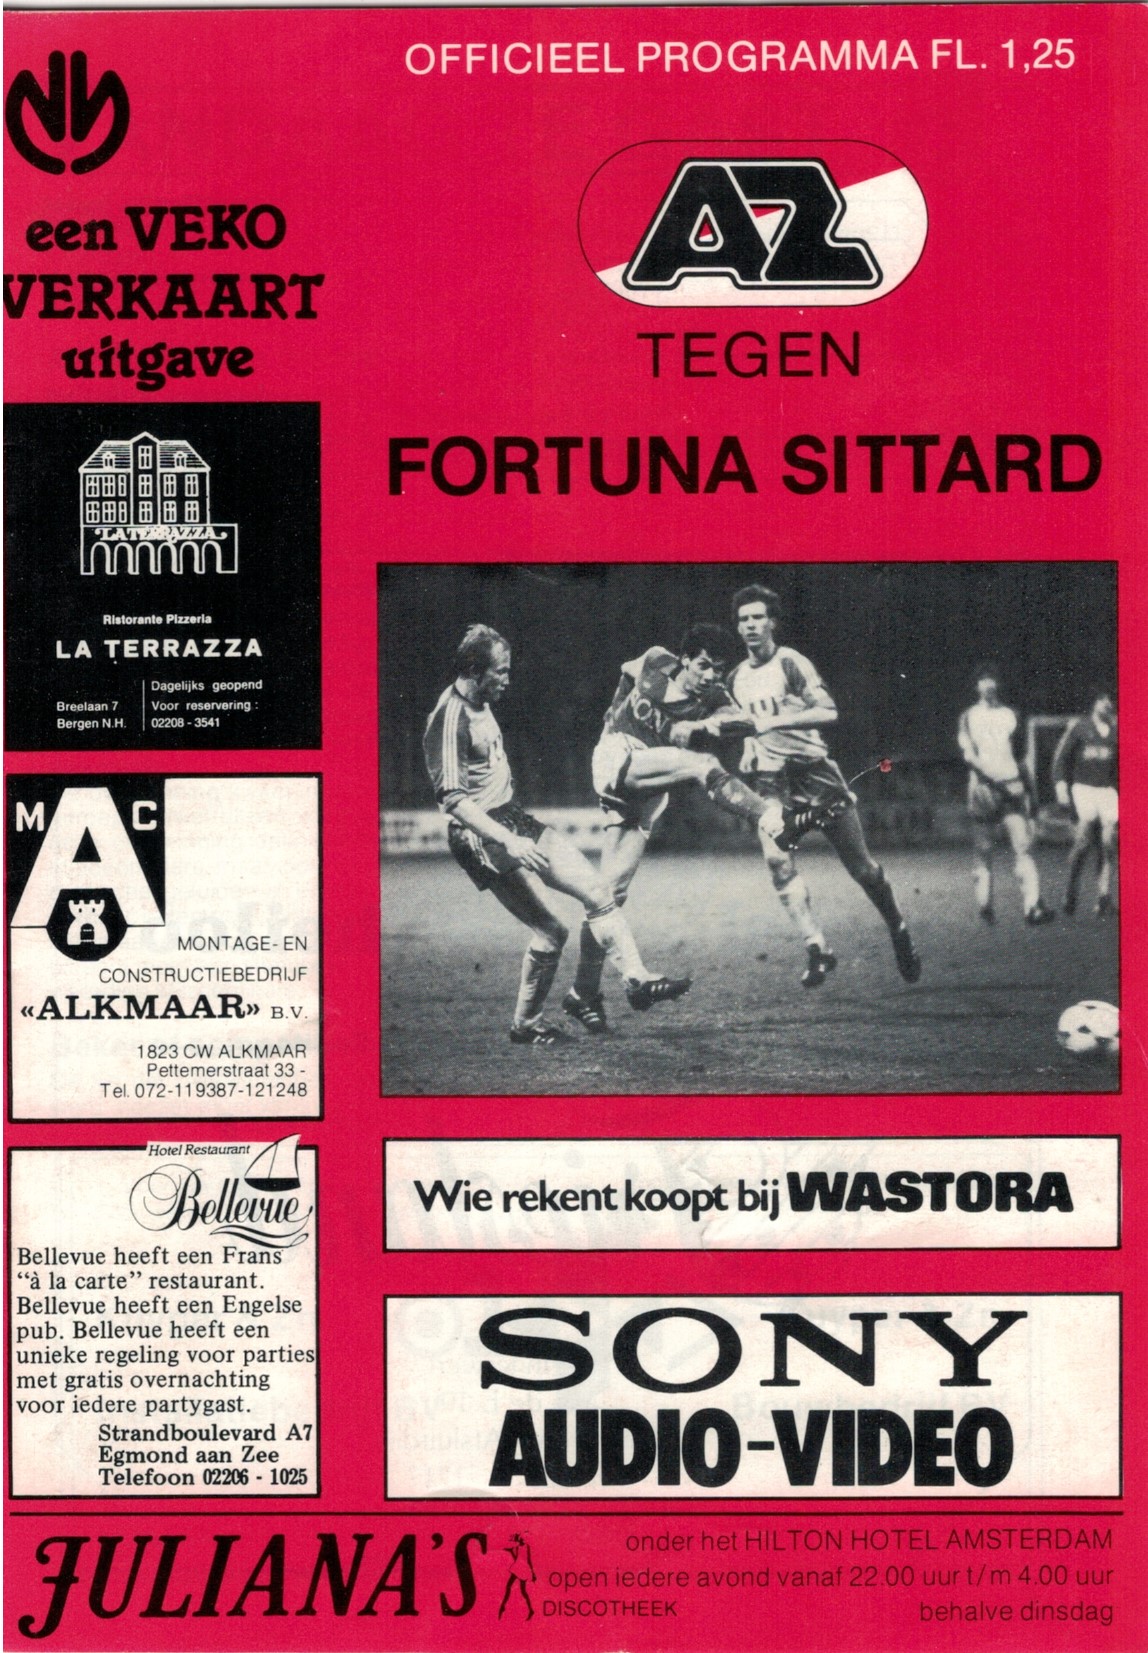 OFFICIEEL PROGRAMMA FL. 1,25
een VEKO
VERKAART
uitgave
AZ
TEGEN
FORTUNA SITTARD
LA TERRAZZA
Ristorante Pizzeria
LA TERRAZZA
Breelaan 7
Bergen N.H.
Dagelijks geopend
Voor reservering :
02208 - 3541
M A C
MONTAGE- EN
CONSTRUCTIEBEDRIJF
«ALKMAAR» B.V.
1823 CW ALKMAAR
Pettemerstraat 33 -
Tel. 072-119387-121248
Hotel Restaurant
Bellevue
Bellevue heeft een Frans
“à la carte” restaurant.
Bellevue heeft een Engelse
pub. Bellevue heeft een
unieke regeling voor parties
met gratis overnachting
voor iedere partygast.
Strandboulevard A7
Egmond aan Zee
Telefoon 02206 - 1025
Wie rekent koopt bij WASTORA
SONY
AUDIO-VIDEO
JULIANA'S
DISCOTHEEK
onder het HILTON HOTEL AMSTERDAM
open iedere avond vanaf 22.00 uur t/m 4.00 uur
behalve dinsdag